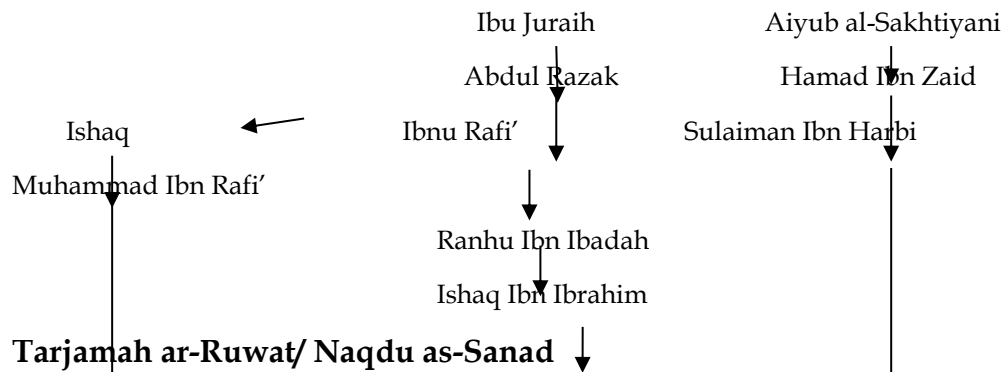 Ibu Juraih Aiyub al-Sakhtiyani
Abdul Razak Hamad Ibn Zaid
Ishaq Ibnu Rafi’ Sulaiman Ibn Harbi
Muhammad Ibn Rafi’
Ranhu Ibn Ibadah
Ishaq Ibn Ibrahim
Tarjamah ar-Ruwat/ Naqdu as-Sanad